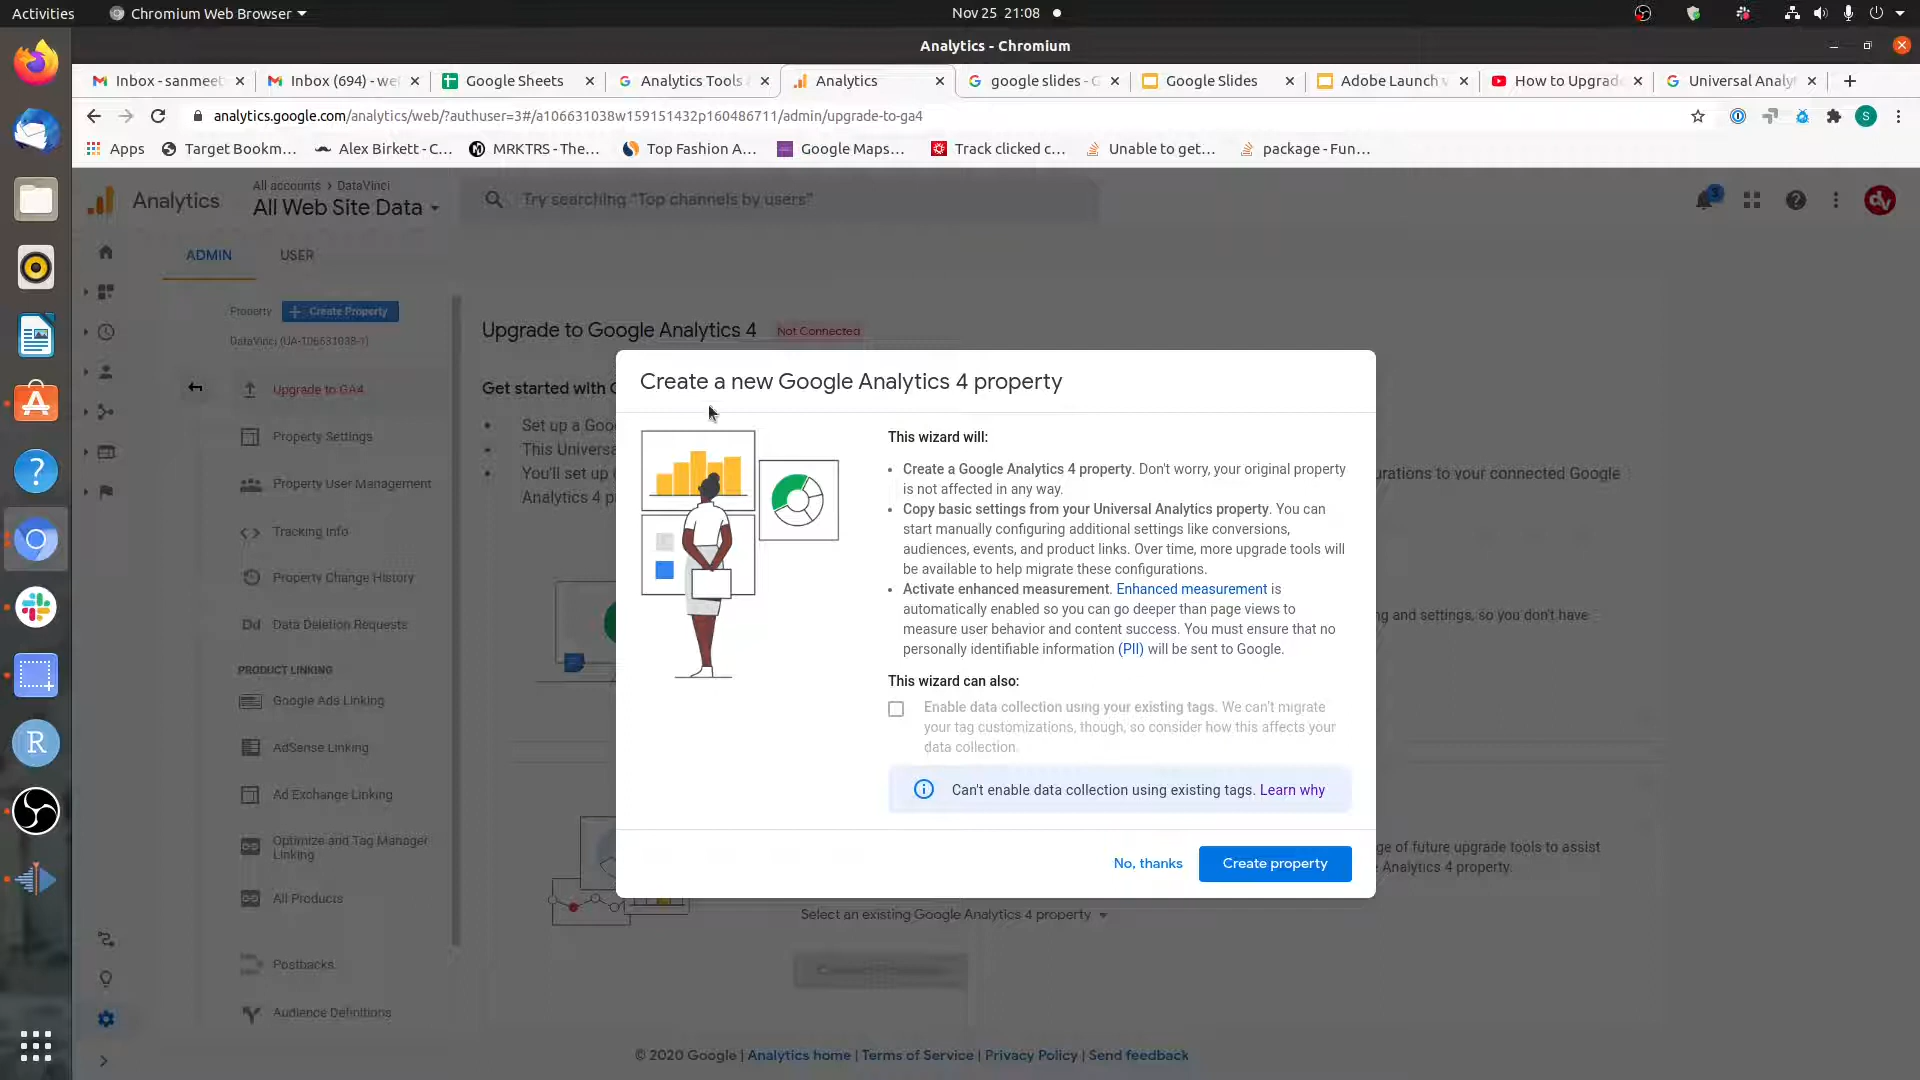 Activities
Chromium Web Browser
Nov 25 21:08
Analytics - Chromium
Inbox - sanmeet
Inbox (694) - we
Google Sheets
Analytics Tools
Analytics
google slides - G
Google Slides
Adobe Launch v
How to Upgrade
Universal Analyt
analytics.google.com/analytics/web/?authuser=3#/a106631038w159151432p160486711/admin/upgrade-to-ga4
S
Apps
Target Bookm...
Alex Birkett - C...
MRKTRS - The...
Top Fashion A...
Google Maps...
Track clicked c...
Unable to get...
package - Fun...
Analytics
All accounts > DataVinci
All Web Site Data
Try searching "Top channels by users"
3
dv
ADMIN
USER
Property
Create Property
DataVinci (UA-106631038-1)
Upgrade to GA4
Property Settings
Property User Management
Tracking Info
Property Change History
Dd
Data Deletion Requests
PRODUCT LINKING
Google Ads Linking
AdSense Linking
Ad Exchange Linking
Optimize and Tag Manager
Linking
All Products
Postbacks
Audience Definitions
Upgrade to Google Analytics 4
Not Connected
Get started with G
Set up a Goo
This Univers
You'll set up
urations to your connected Google
Analytics 4 p
ng and settings, so you don't have
ge of future upgrade tools to assist
Analytics 4 property.
Create a new Google Analytics 4 property
This wizard will:
Create a Google Analytics 4 property. Don't worry, your original property
is not affected in any way.
Copy basic settings from your Universal Analytics property. You can
start manually configuring additional settings like conversions,
audiences, events, and product links. Over time, more upgrade tools will
be available to help migrate these configurations.
Activate enhanced measurement. Enhanced measurement is
automatically enabled so you can go deeper than page views to
measure user behavior and content success. You must ensure that no
personally identifiable information (PII) will be sent to Google.
This wizard can also:
Enable data collection using your existing tags. We can't migrate
your tag customizations, though, so consider how this affects your
data collection.
Can't enable data collection using existing tags. Learn why
No, thanks
Create property
Select an existing Google Analytics 4 property
© 2020 Google | Analytics home | Terms of Service | Privacy Policy | Send feedback